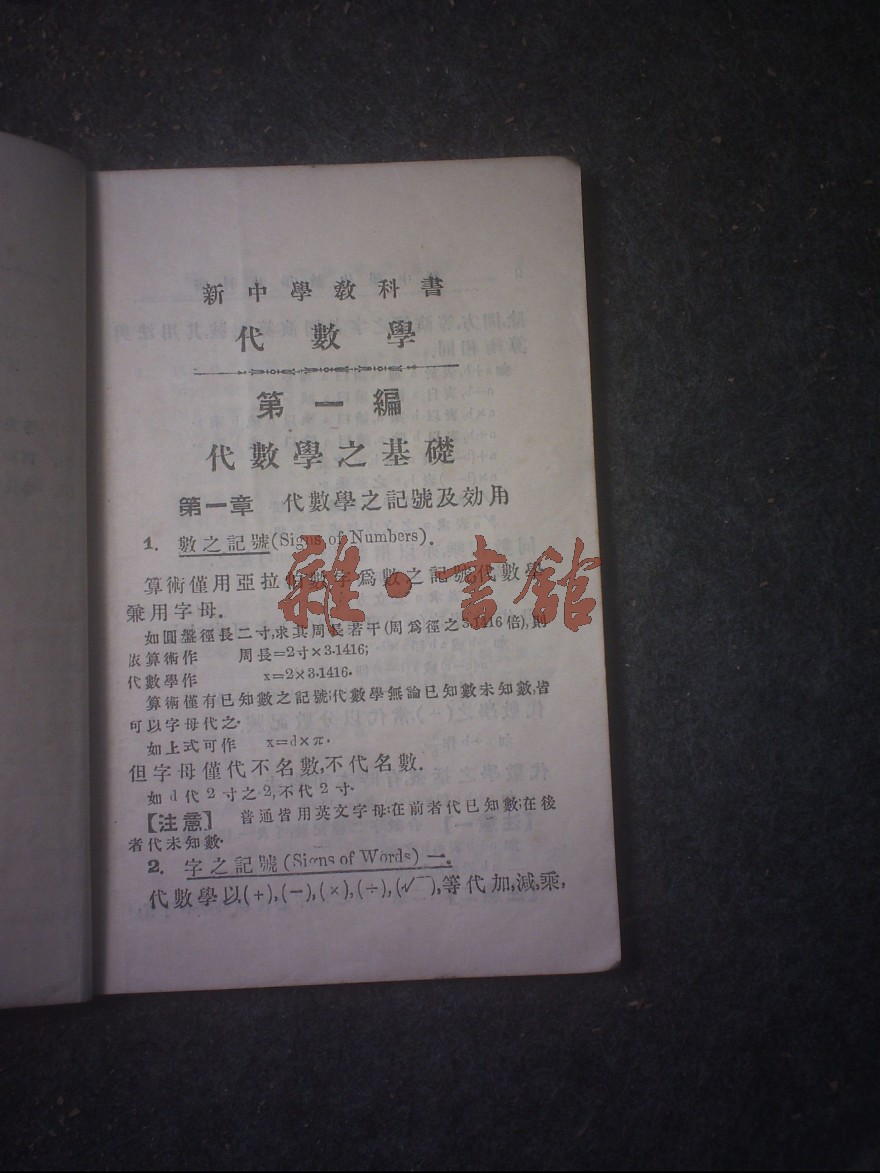 新中學教科書
代數學
第一編
代數學之基礎
第一章 代數學之記號及効用
1. 數之記號(Signs of Numbers).
算術僅用亞拉伯數字爲數之記號;代數學
兼用字母.
如圓盤徑長二寸,求其周長若干(周爲徑之3.1416倍),則
依算術作 周長=2寸×3·1416;
代數學作 x=2×3.1416.
算術僅有已知數之記號;代數學無論已知數未知數,皆
可以字母代之.
如上式可作 x=d×π.
但字母僅代不名數,不代名數.
如d代2寸之2,不代2寸.
【注意】 普通皆用英文字母:在前者代已知數;在後
者代未知數.
2. 字之記號(Signs of Words)一.
代數學以(+),(−),(×),(÷),(√‾),等代加,減,乘,
雜·書館